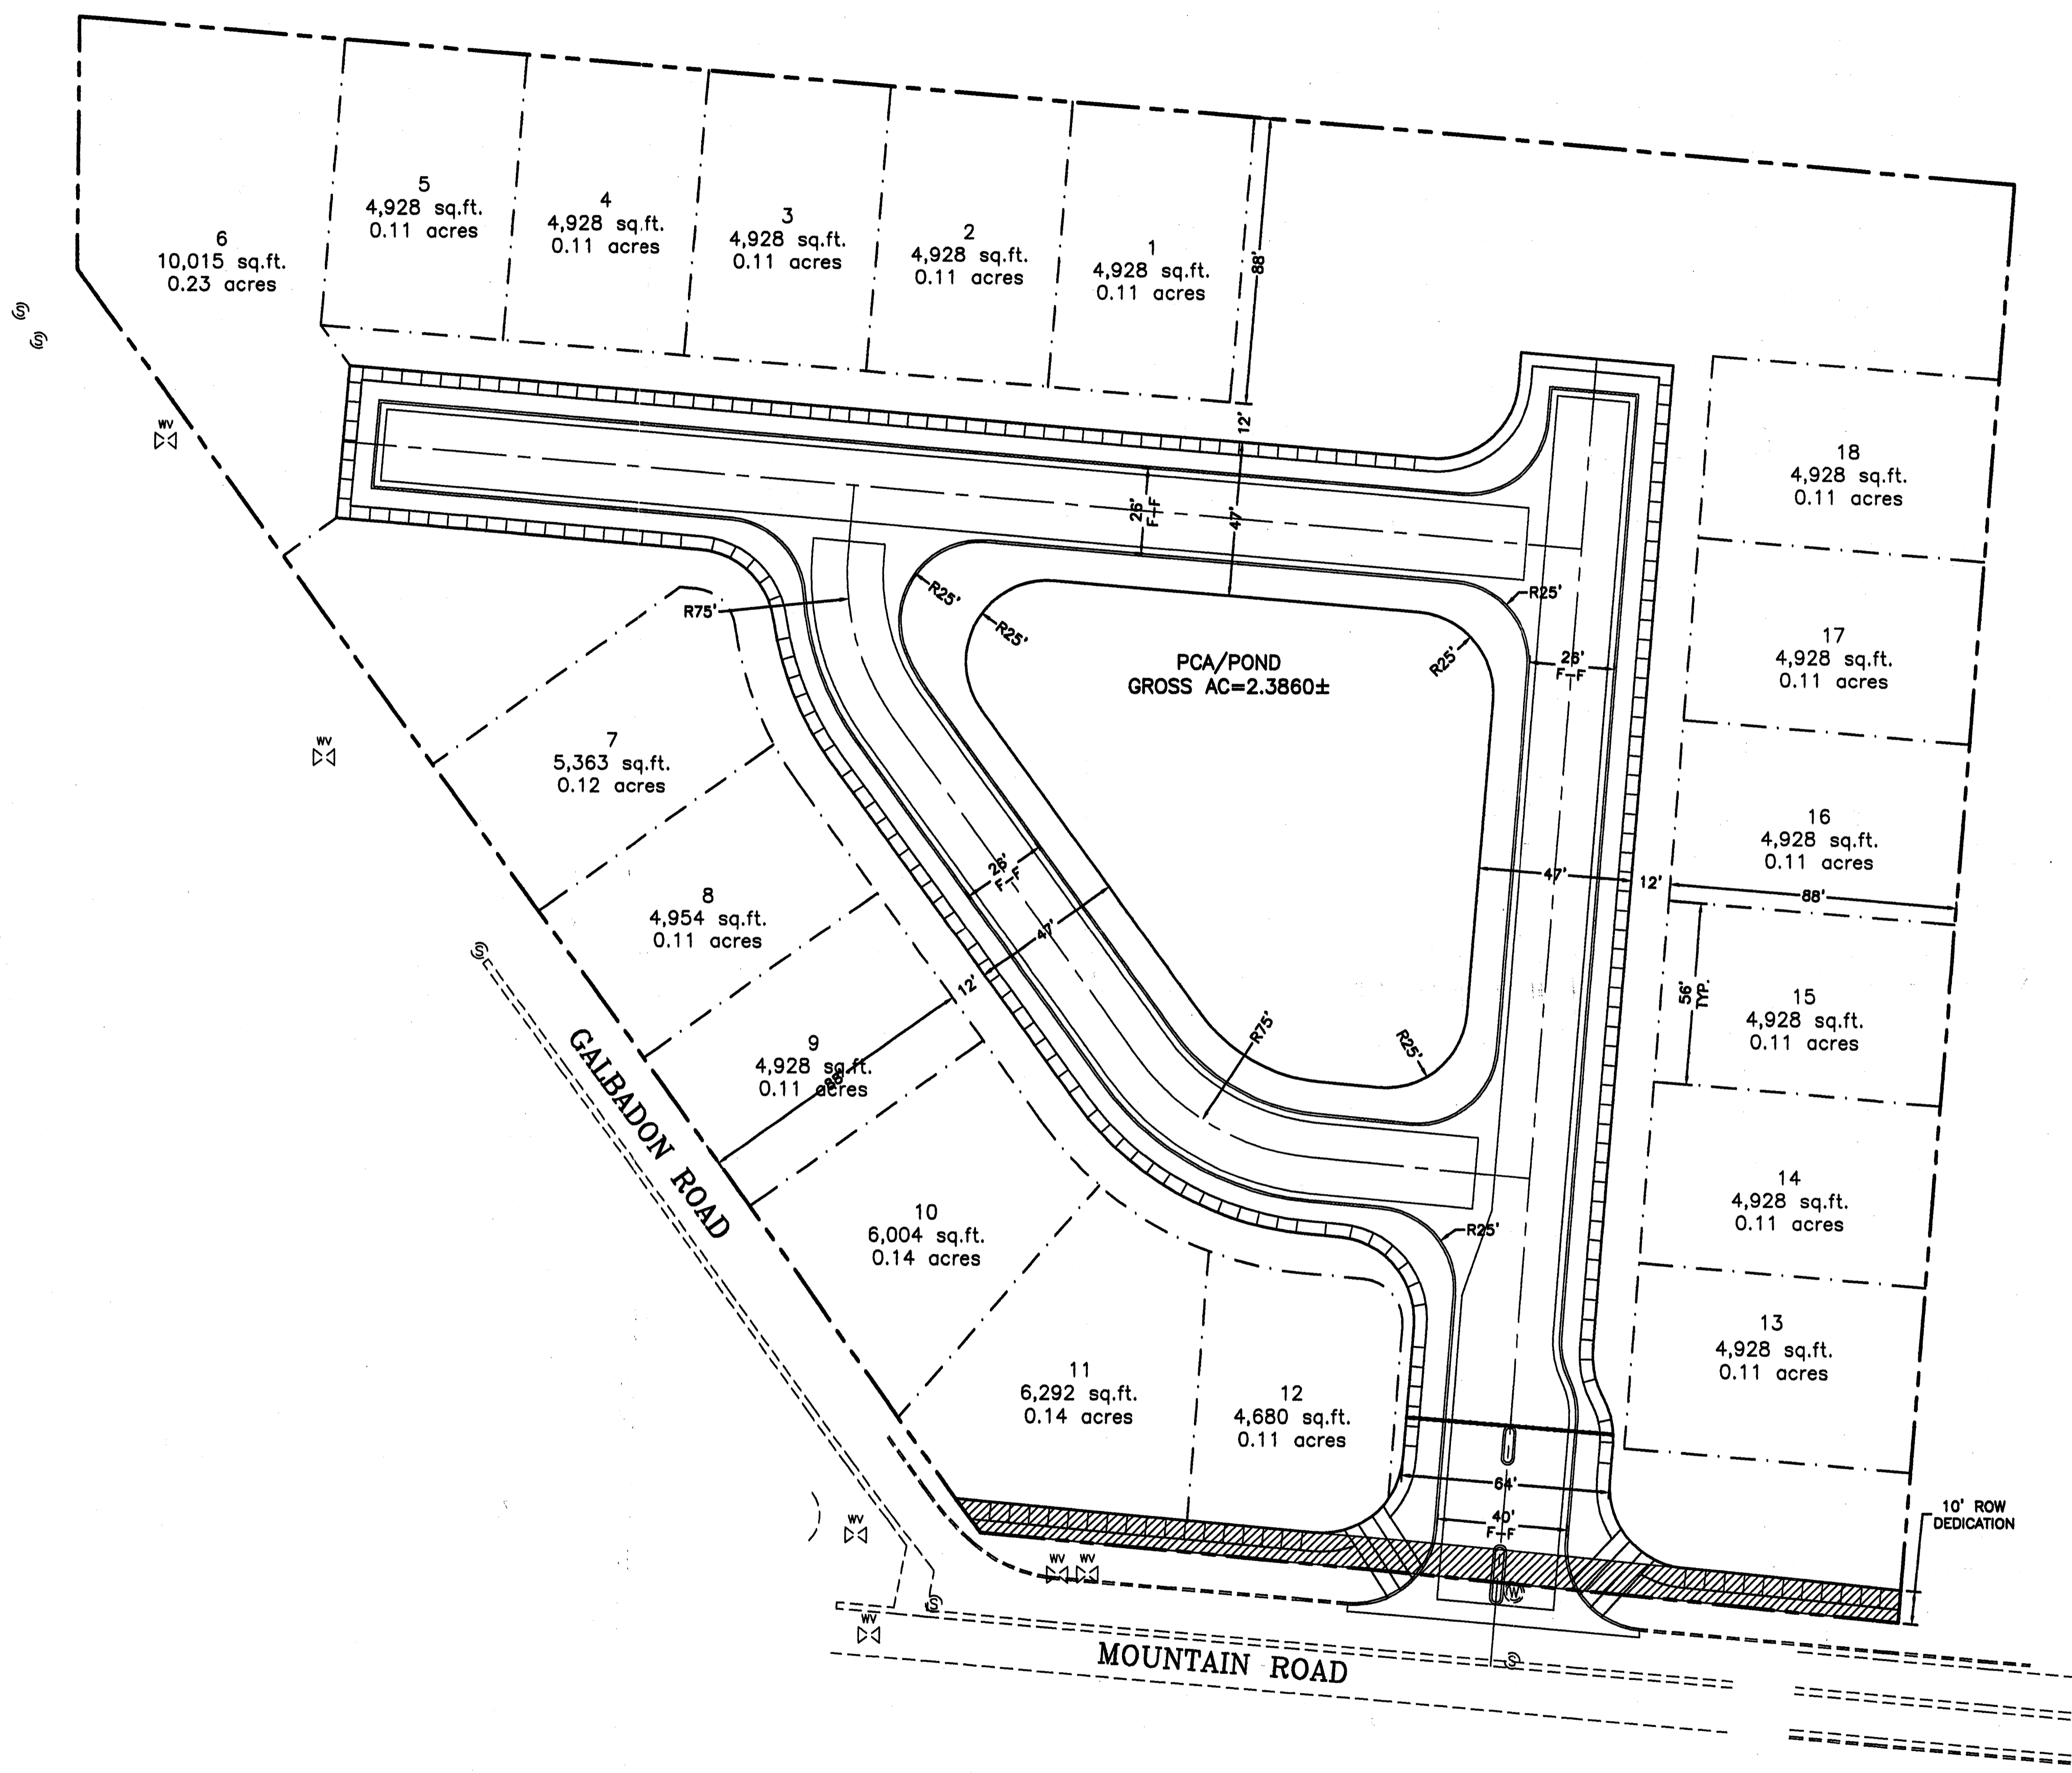 5
4,928 sq.ft.
0.11 acres
4
4,928 sq.ft.
0.11 acres
3
4,928 sq.ft.
0.11 acres
2
4,928 sq.ft.
0.11 acres
1
4,928 sq.ft.
0.11 acres
6
10,015 sq.ft.
0.23 acres
88'
12'
S
S
WV
26'
F-F
47'
18
4,928 sq.ft.
0.11 acres
R75'
R25'
R25'
R25'
R25'
PCA/POND
GROSS AC=2.3860±
26'
F-F
17
4,928 sq.ft.
0.11 acres
WV
7
5,363 sq.ft.
0.12 acres
16
4,928 sq.ft.
0.11 acres
26'
F-F
47'
12'
47'
12'
88'
8
4,954 sq.ft.
0.11 acres
S
56'
TYP.
15
4,928 sq.ft.
0.11 acres
9
4,928 sq.ft.
0.11 acres
88'
R75'
R25'
GALBADON ROAD
14
4,928 sq.ft.
0.11 acres
10
6,004 sq.ft.
0.14 acres
R25'
13
4,928 sq.ft.
0.11 acres
11
6,292 sq.ft.
0.14 acres
12
4,680 sq.ft.
0.11 acres
64'
40'
F-F
10' ROW
DEDICATION
WV
WV
WV
W
S
WV
S
MOUNTAIN ROAD